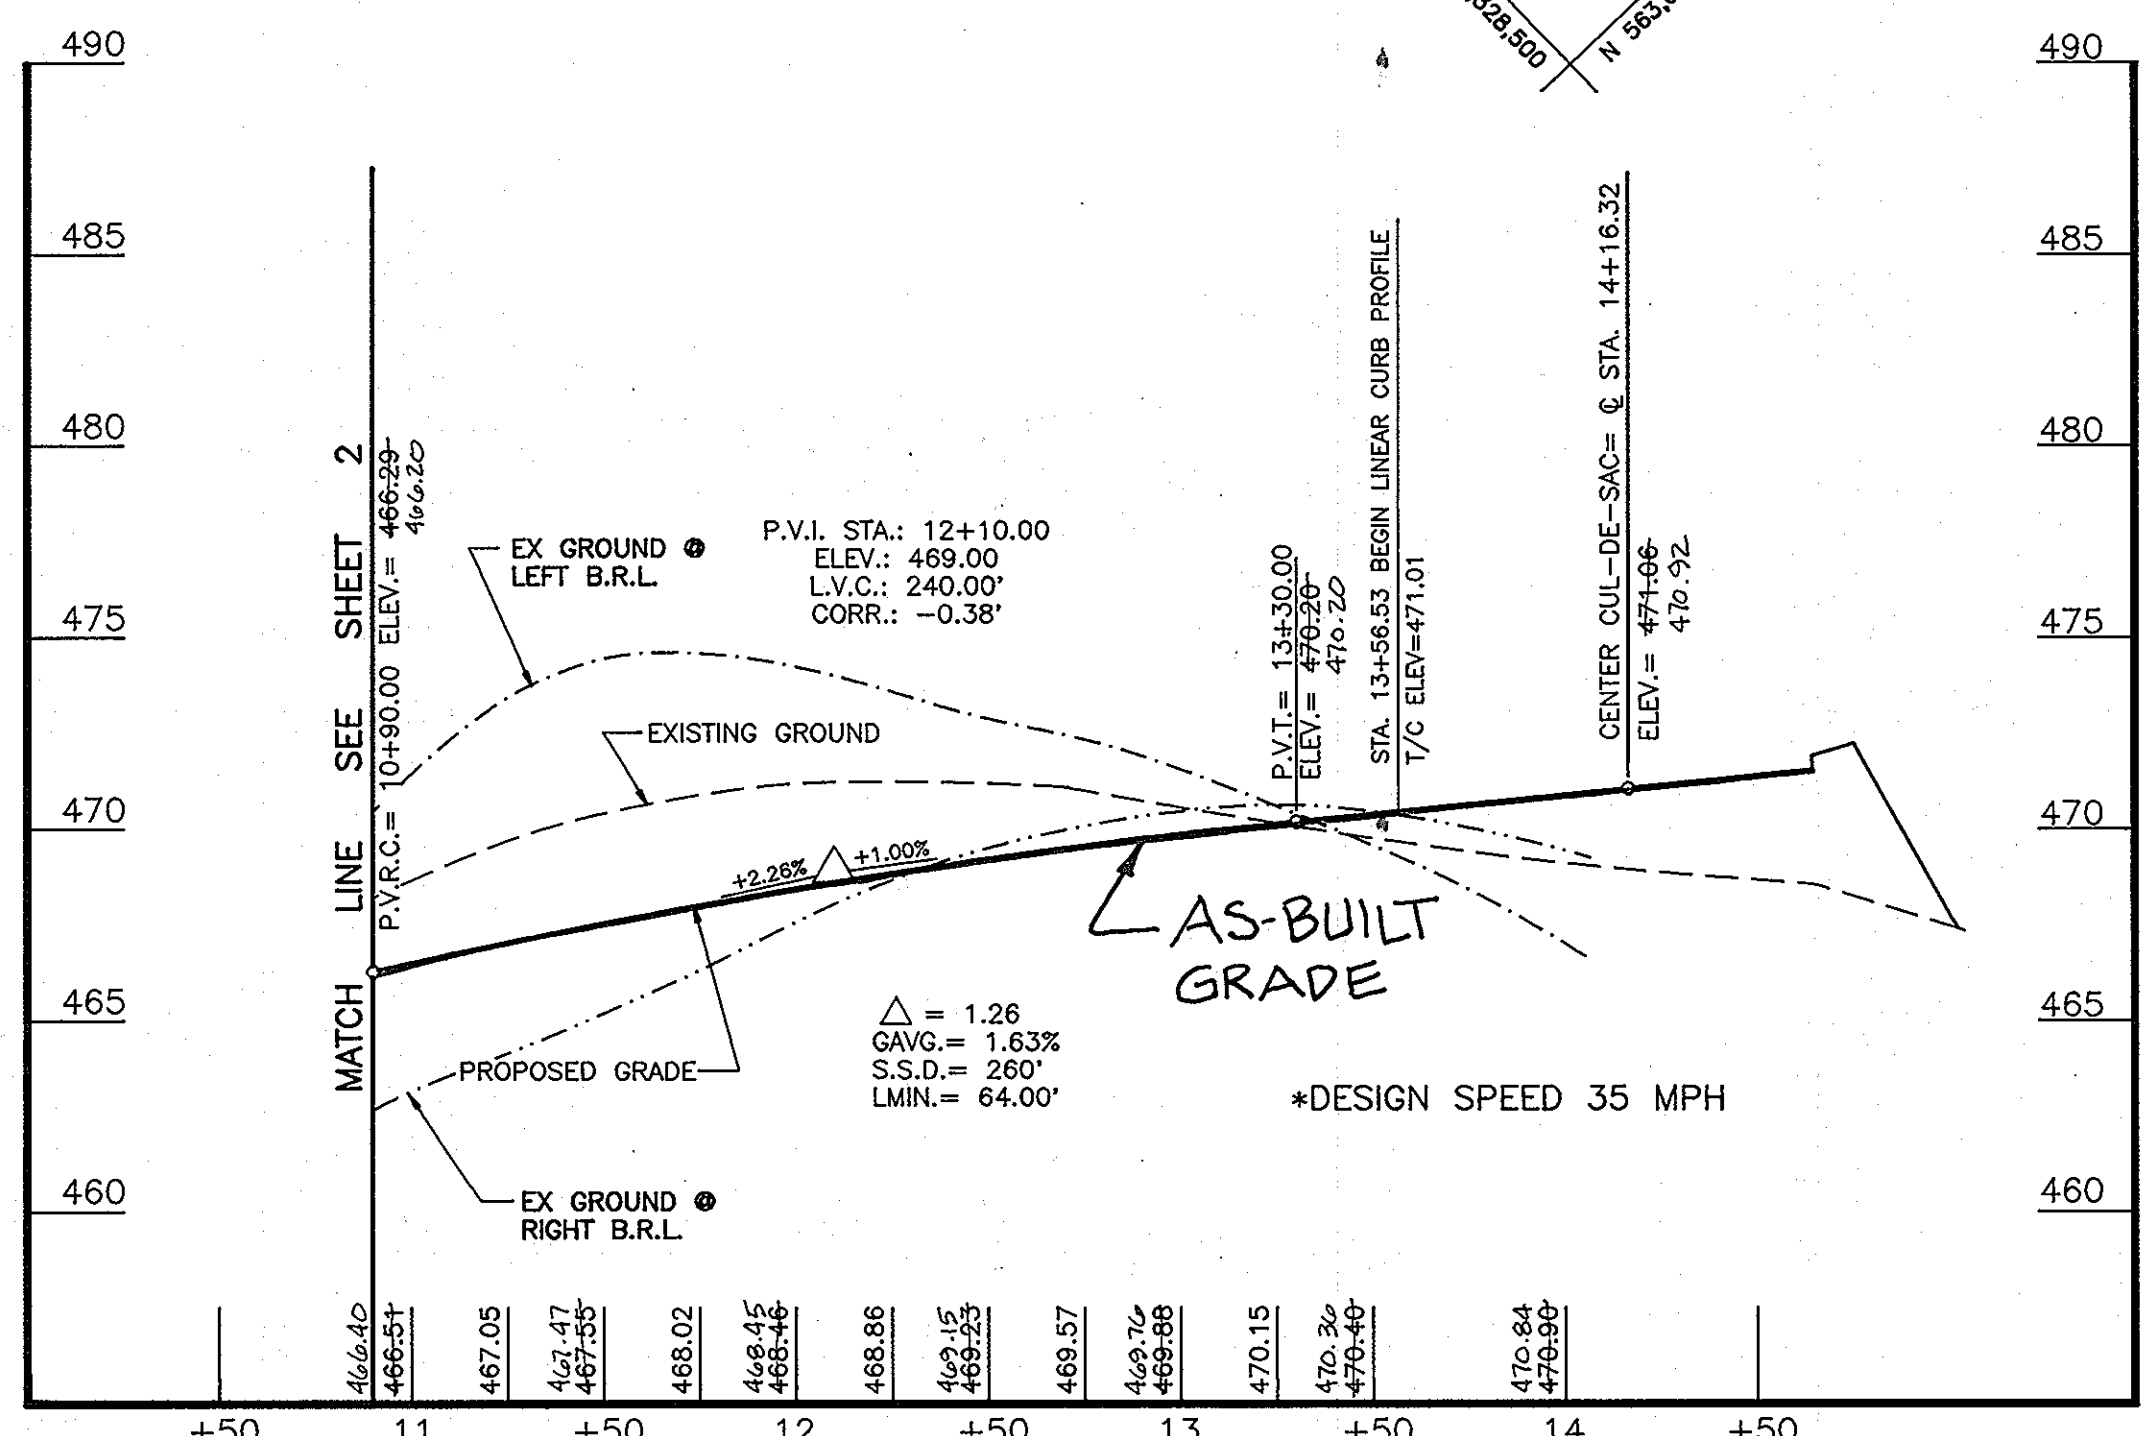 328,500
N 563,
490
490
485
485
480
480
475
475
470
470
465
465
460
460
MATCH LINE SEE SHEET 2
P.V.R.C.= 10+90.00 ELEV.= 466.29
466.20
EX GROUND @
LEFT B.R.L.
P.V.I. STA.: 12+10.00
ELEV.: 469.00
L.V.C.: 240.00'
CORR.: -0.38'
EXISTING GROUND
P.V.T.= 13+30.00
ELEV.= 470.20
470.20
STA. 13+56.53 BEGIN LINEAR CURB PROFILE
T/C ELEV=471.01
CENTER CUL-DE-SAC= ℄ STA. 14+16.32
ELEV.= 471.06
470.92
+2.26%
+1.00%
AS-BUILT
GRADE
PROPOSED GRADE
△ = 1.26
GAVG.= 1.63%
S.S.D.= 260'
LMIN.= 64.00'
*DESIGN SPEED 35 MPH
EX GROUND @
RIGHT B.R.L.
466.40
466.51
467.05
467.47
467.55
468.02
468.45
468.46
468.86
469.15
469.23
469.57
469.76
469.88
470.15
470.36
470.40
470.84
470.90
+50 11 +50 12 +50 13 +50 14 +50